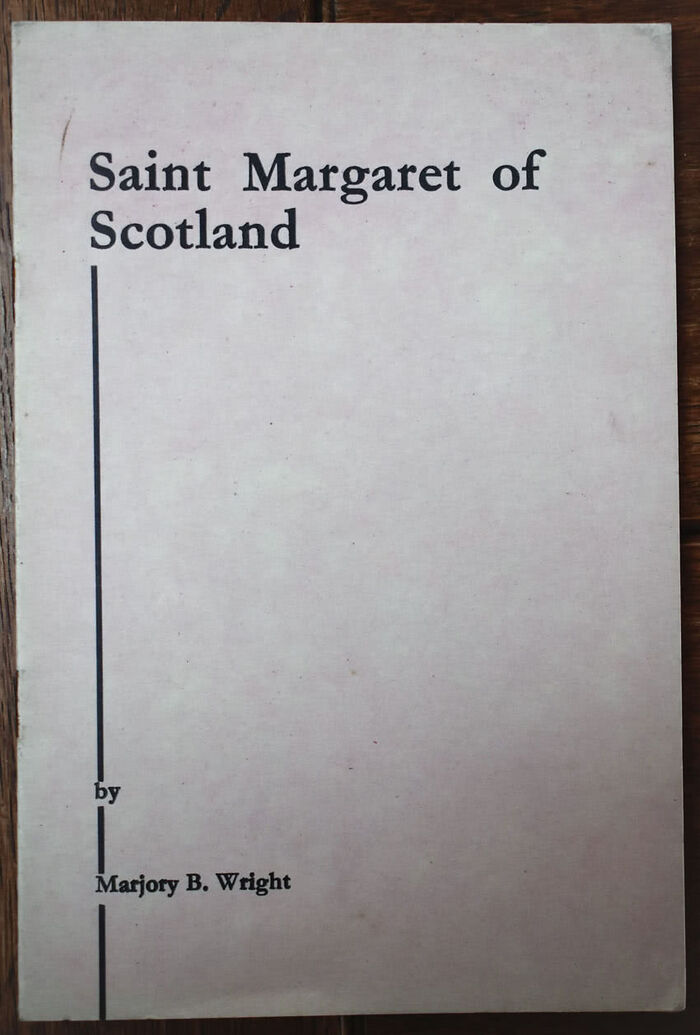 Saint Margaret of
Scotland
by
Marjory B. Wright